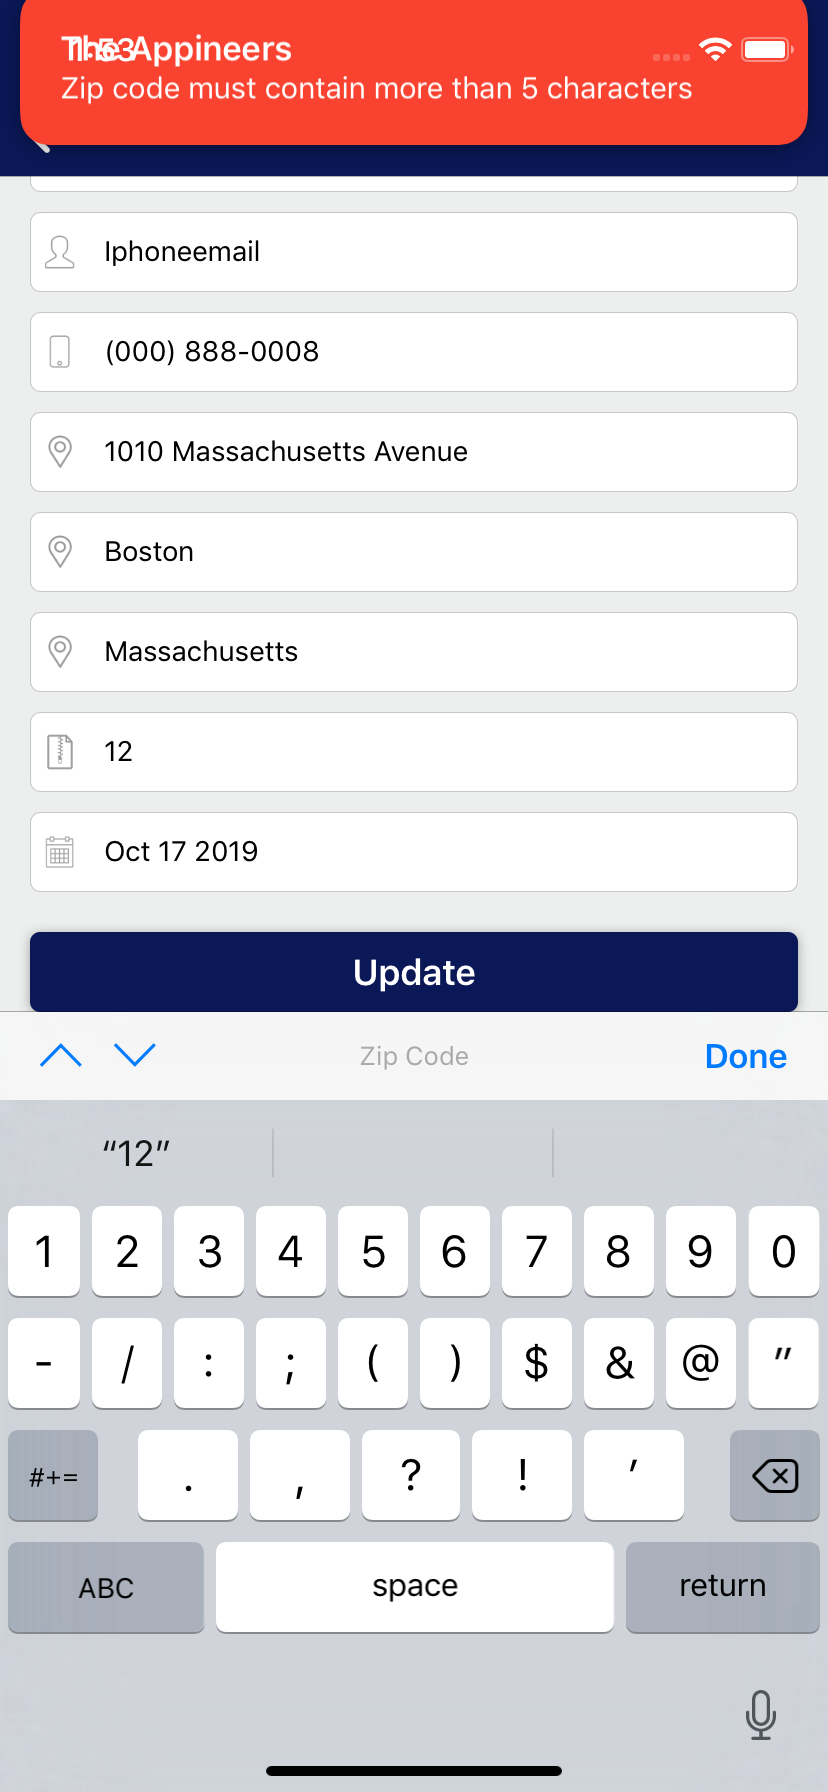 The Appineers
1:53
Zip code must contain more than 5 characters
Iphoneemail
(000) 888-0008
1010 Massachusetts Avenue
Boston
Massachusetts
12
Oct 17 2019
Update
Zip Code
Done
“12”
1 2 3 4 5 6 7 8 9 0
- / : ; ( ) $ & @ "
#+= . , ? ! '
ABC space return